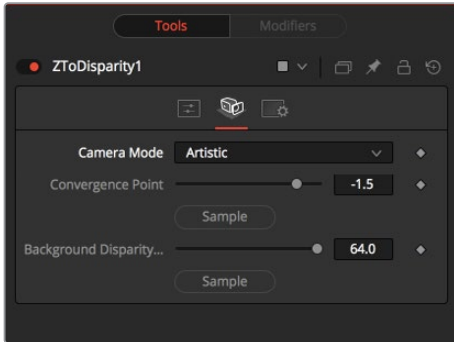 Tools Modifiers
ZToDisparity1
Camera Mode Artistic
Convergence Point -1.5
Sample
Background Disparity... 64.0
Sample